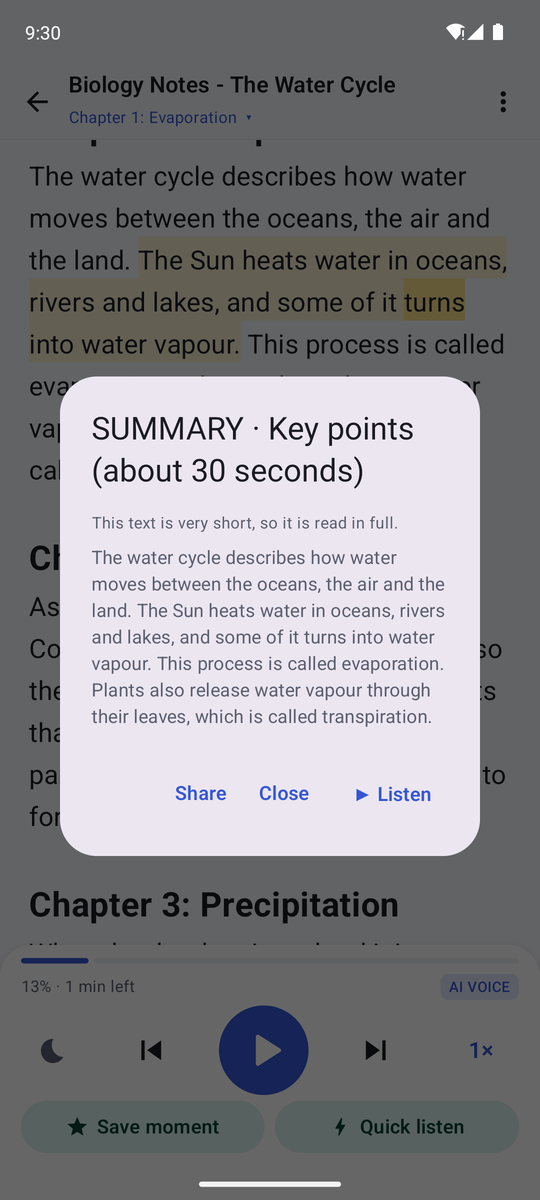 9:30
Biology Notes - The Water Cycle
Chapter 1: Evaporation
The water cycle describes how water
moves between the oceans, the air and
the land. The Sun heats water in oceans,
rivers and lakes, and some of it turns
into water vapour. This process is called
SUMMARY · Key points
(about 30 seconds)
This text is very short, so it is read in full.
The water cycle describes how water
moves between the oceans, the air and the
land. The Sun heats water in oceans, rivers
and lakes, and some of it turns into water
vapour. This process is called evaporation.
Plants also release water vapour through
their leaves, which is called transpiration.
Share Close ▶ Listen
to
Chapter 3: Precipitation
13% · 1 min left
AI VOICE
1×
Save moment
Quick listen